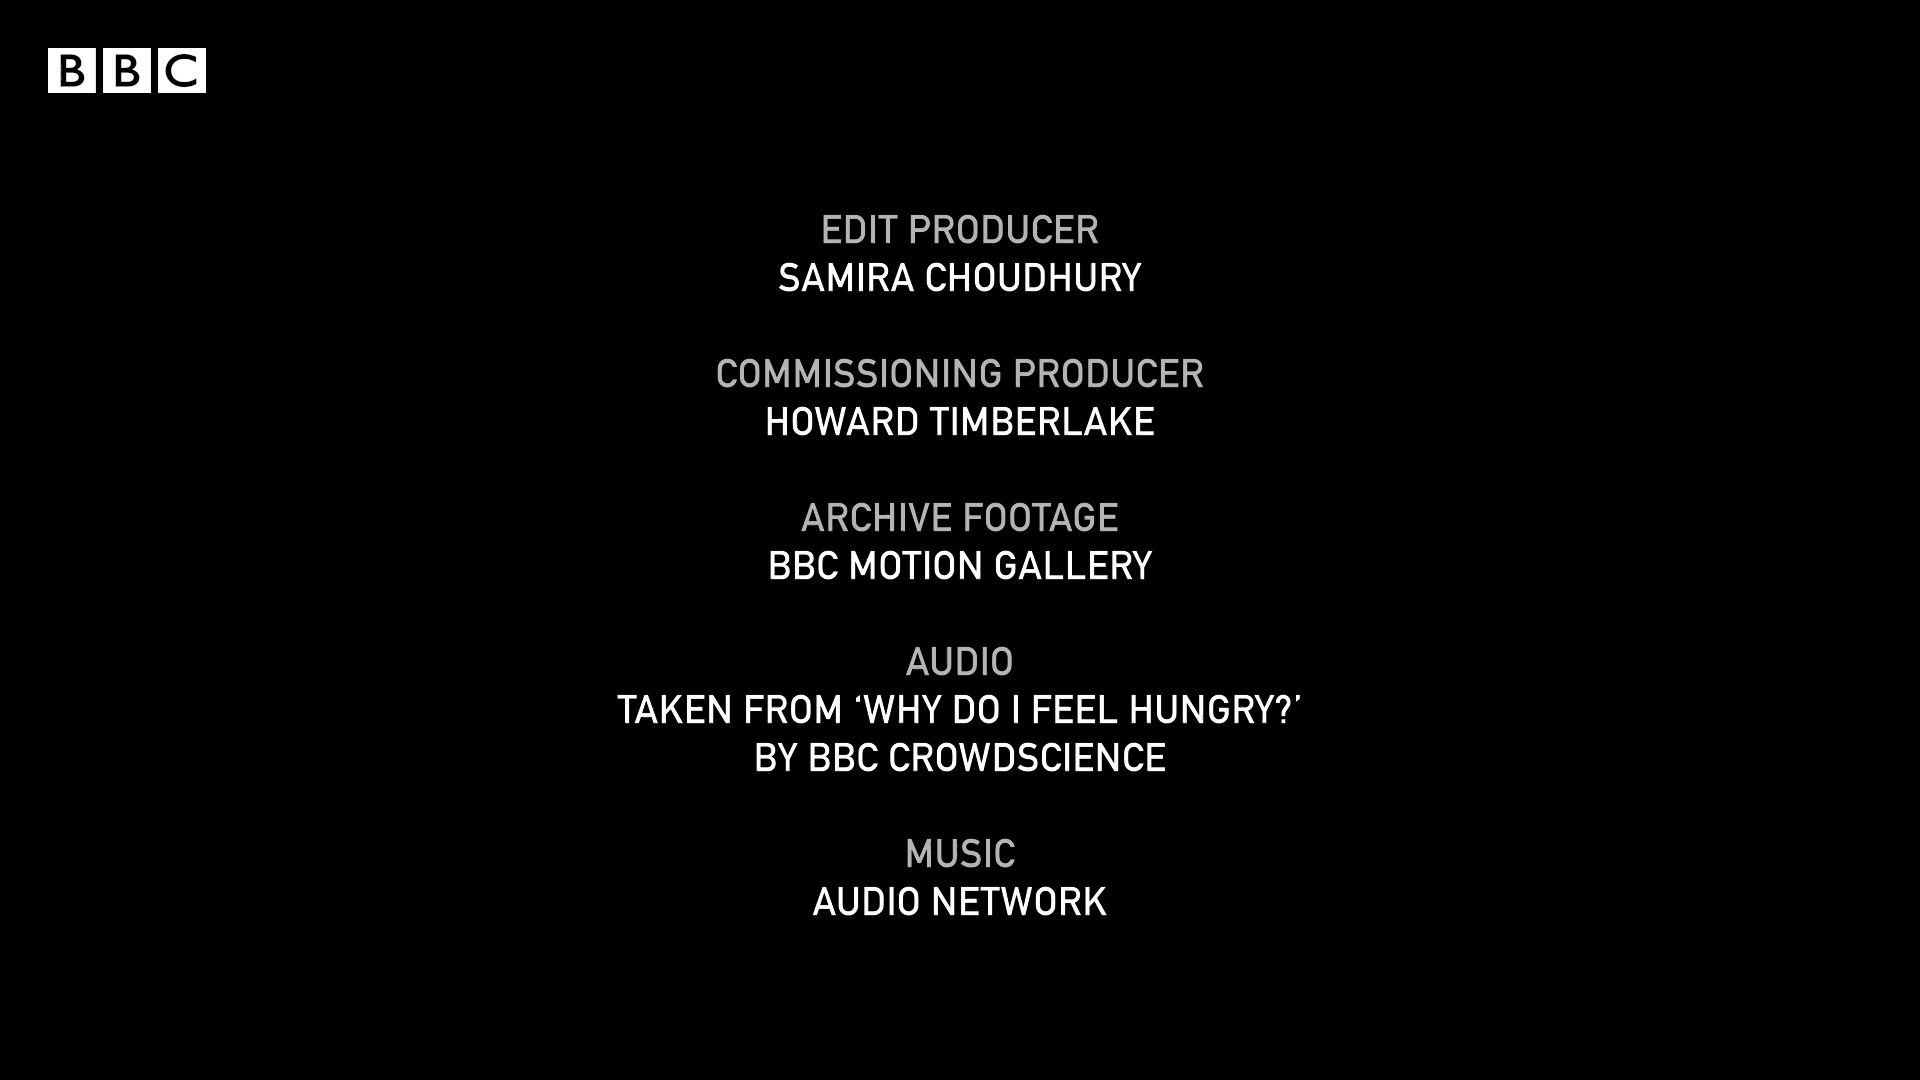 BBC
EDIT PRODUCER
SAMIRA CHOUDHURY
COMMISSIONING PRODUCER
HOWARD TIMBERLAKE
ARCHIVE FOOTAGE
BBC MOTION GALLERY
AUDIO
TAKEN FROM ‘WHY DO I FEEL HUNGRY?’
BY BBC CROWDSCIENCE
MUSIC
AUDIO NETWORK